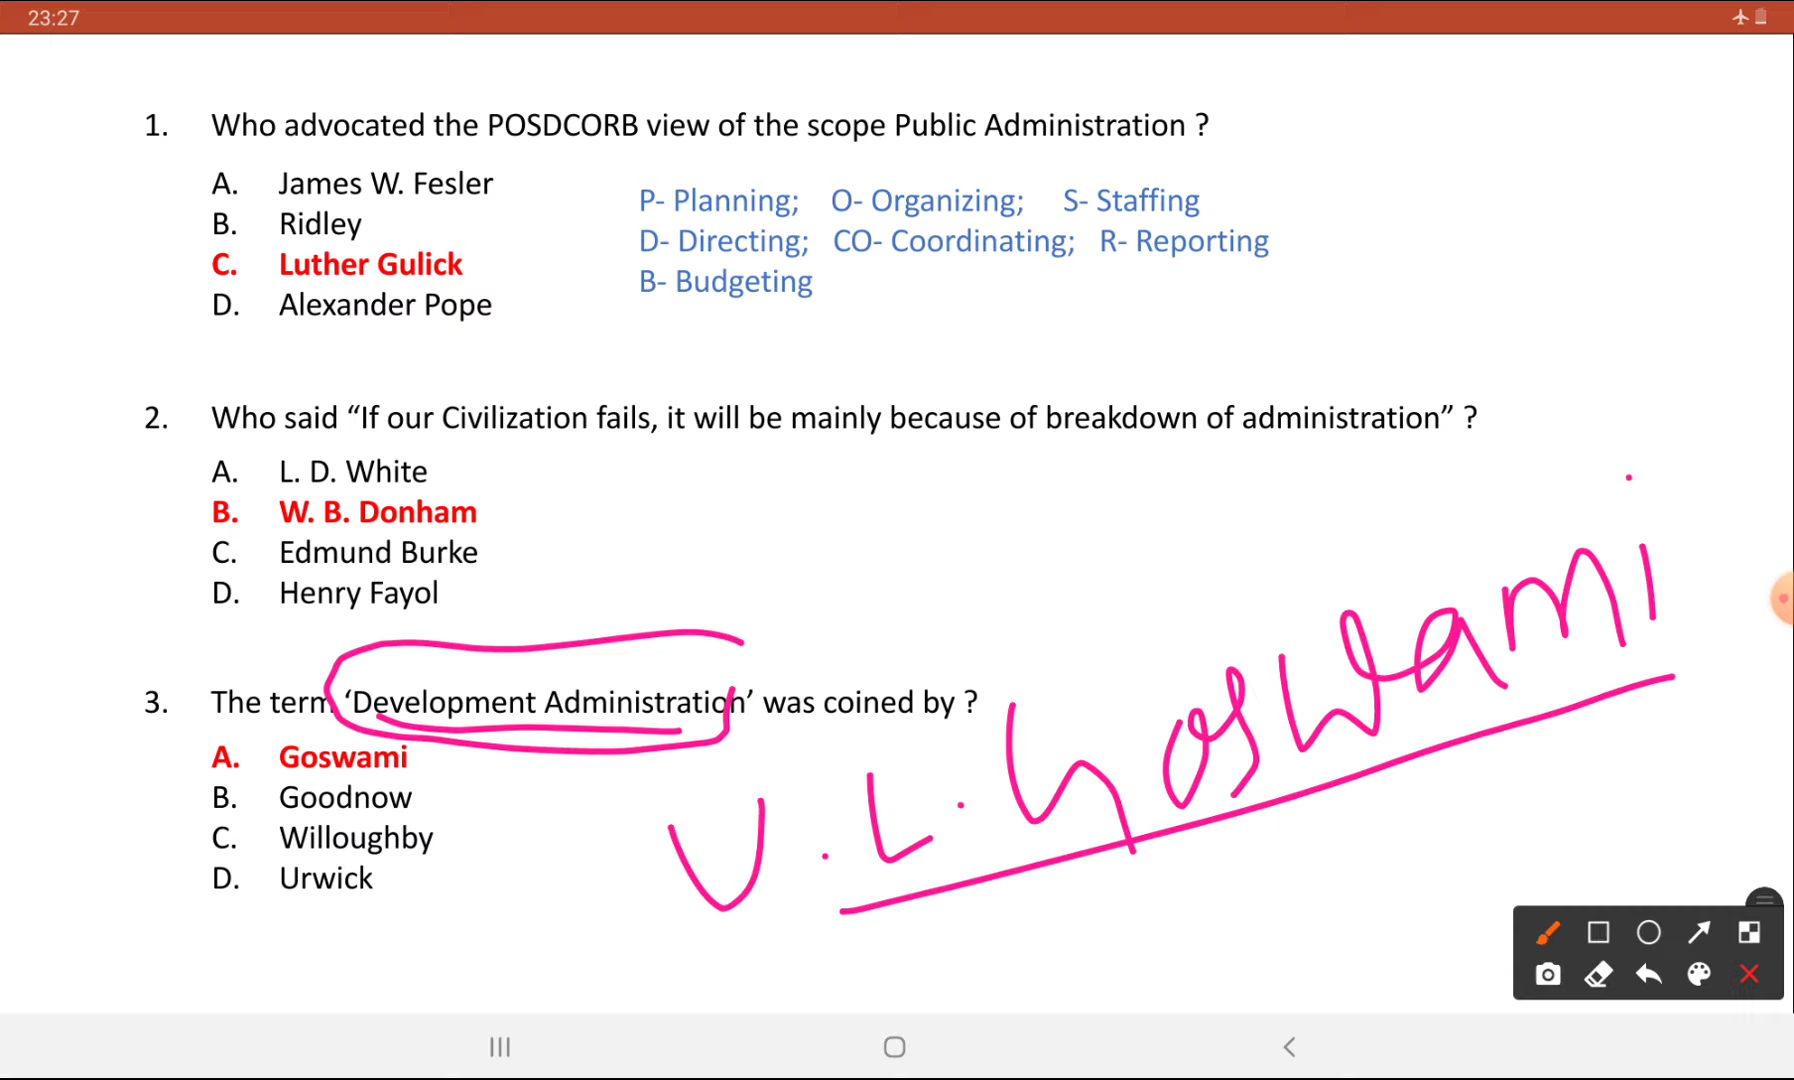 23:27
1. Who advocated the POSDCORB view of the scope Public Administration ?
A. James W. Fesler
B. Ridley
C. Luther Gulick
D. Alexander Pope
P- Planning; O- Organizing; S- Staffing
D- Directing; CO- Coordinating; R- Reporting
B- Budgeting
2. Who said “If our Civilization fails, it will be mainly because of breakdown of administration” ?
A. L. D. White
B. W. B. Donham
C. Edmund Burke
D. Henry Fayol
3. The term ‘Development Administration’ was coined by ?
A. Goswami
B. Goodnow
C. Willoughby
D. Urwick
U. L. Goswami